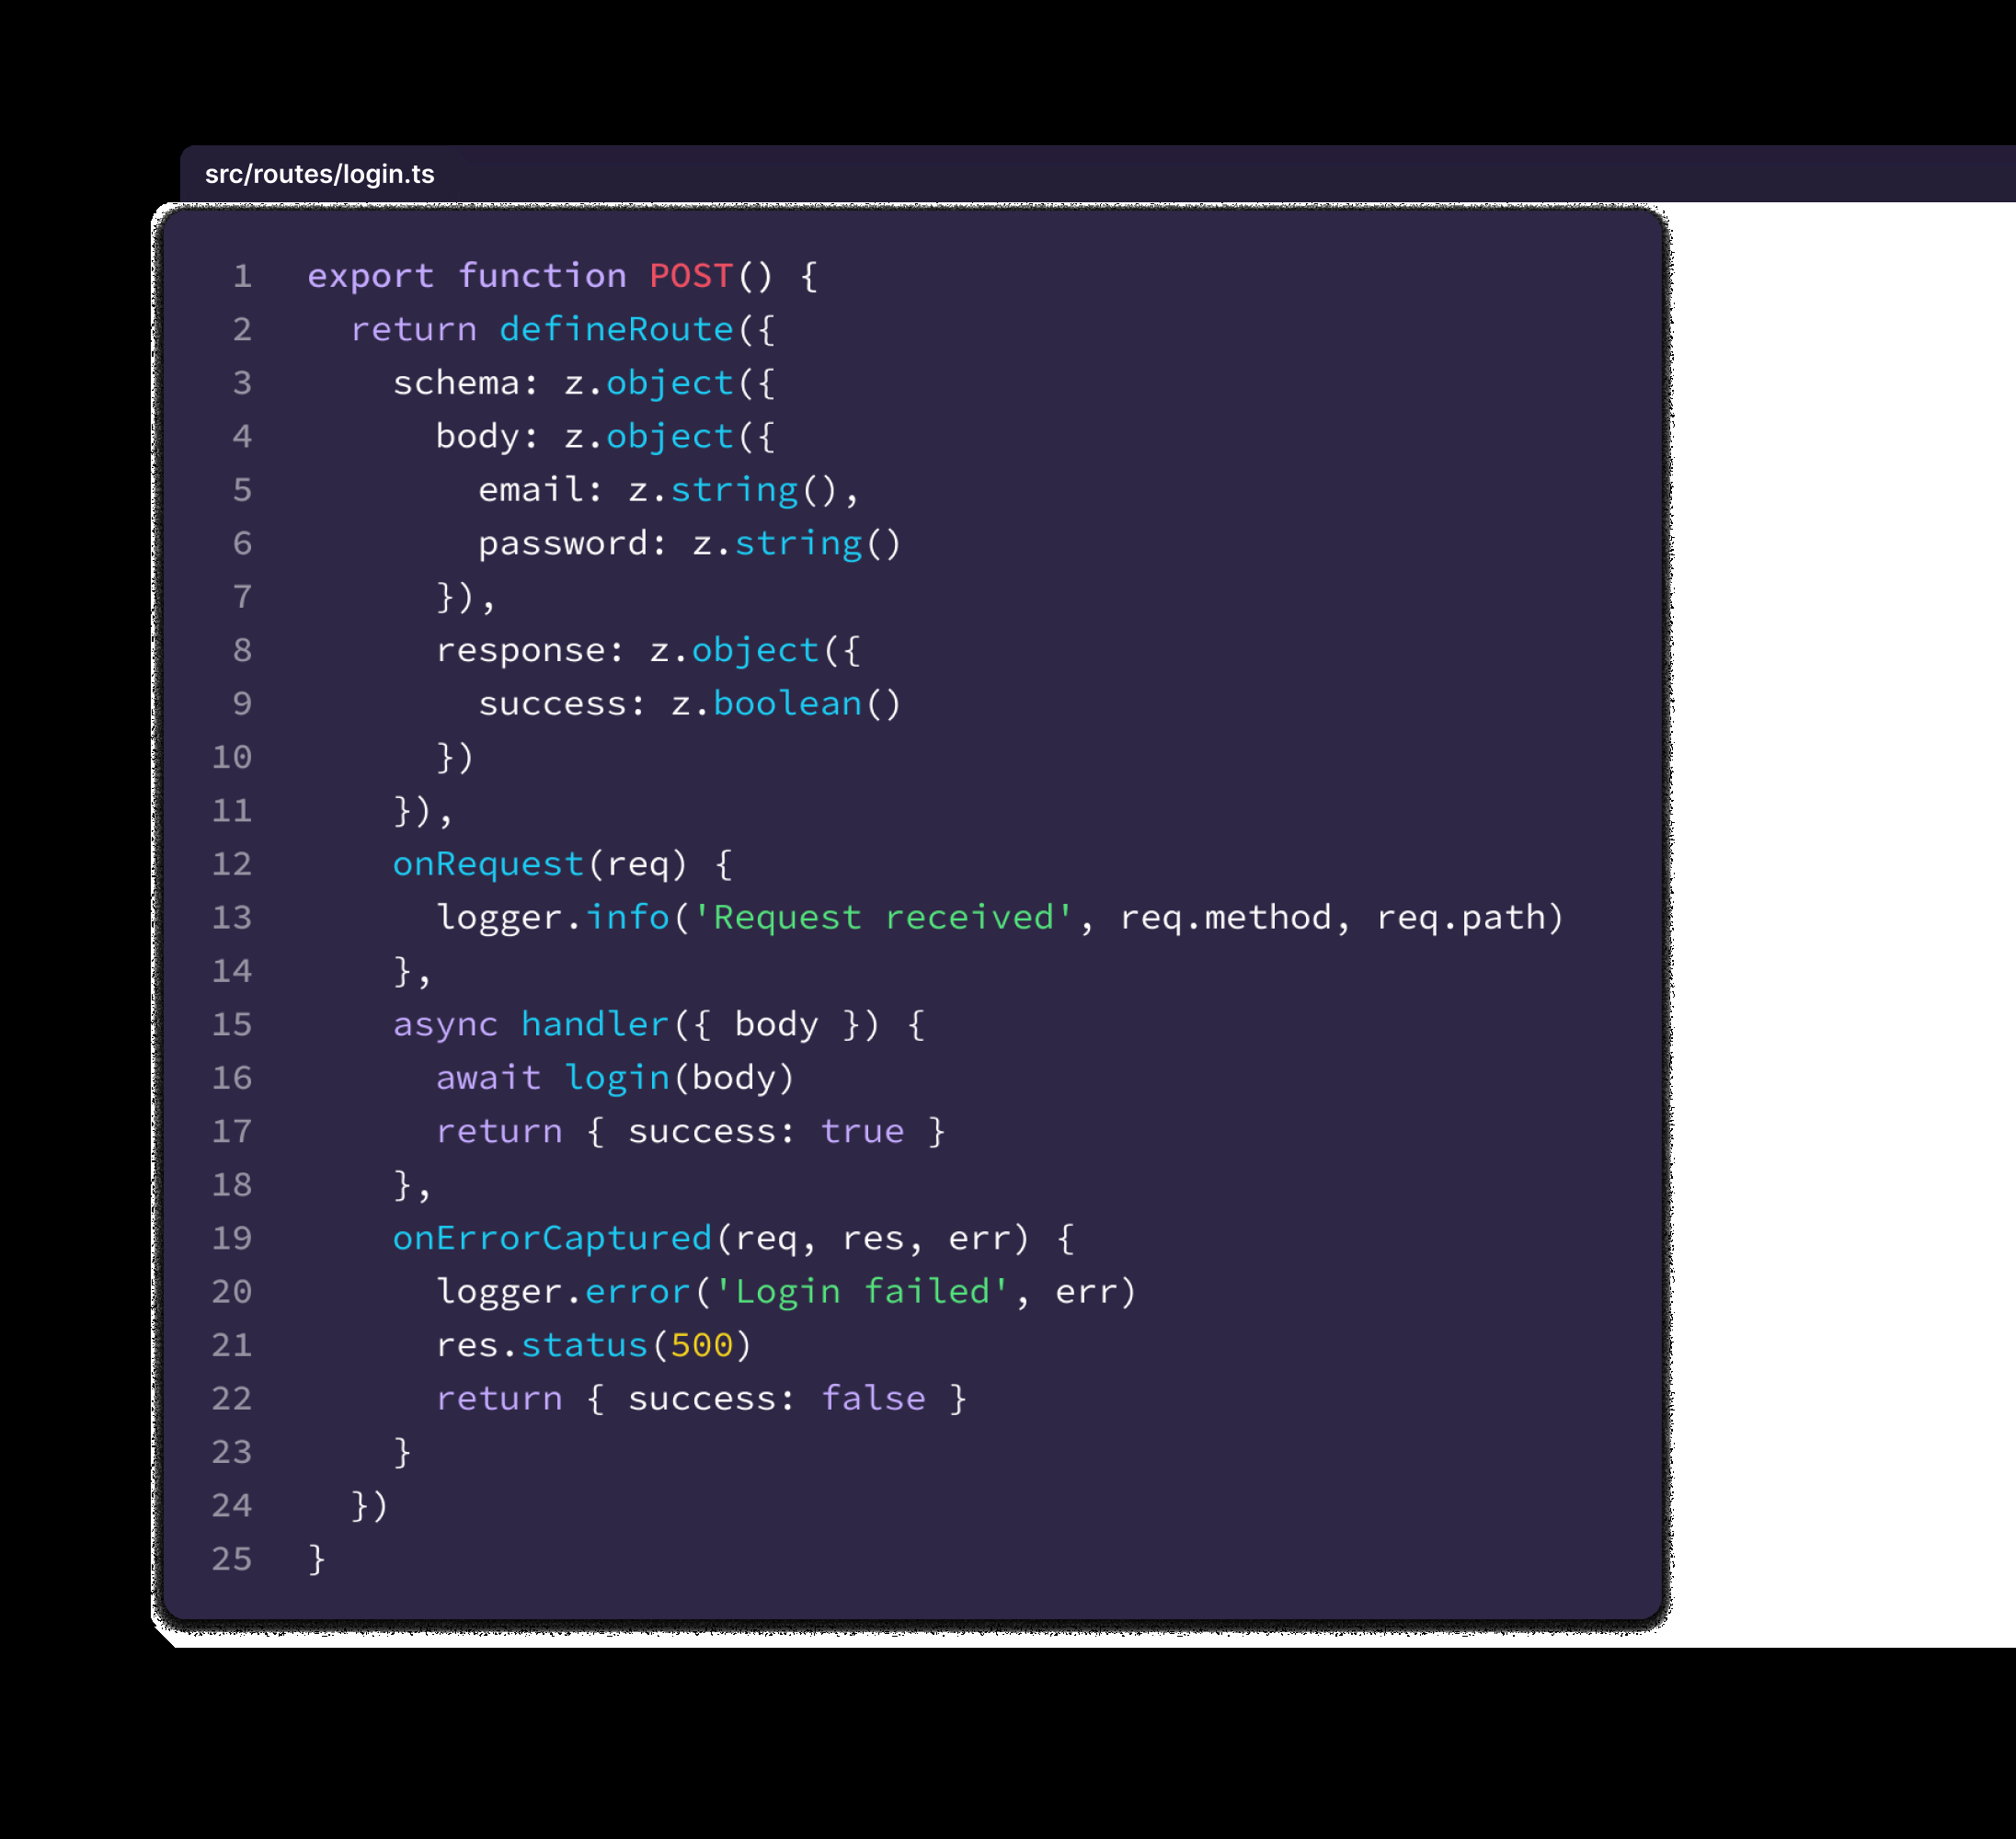 src/routes/login.ts
1 export function POST() {
2   return defineRoute({
3     schema: z.object({
4       body: z.object({
5         email: z.string(),
6         password: z.string()
7       }),
8       response: z.object({
9         success: z.boolean()
10       })
11     }),
12     onRequest(req) {
13       logger.info('Request received', req.method, req.path)
14     },
15     async handler({ body }) {
16       await login(body)
17       return { success: true }
18     },
19     onErrorCaptured(req, res, err) {
20       logger.error('Login failed', err)
21       res.status(500)
22       return { success: false }
23     }
24   })
25 }